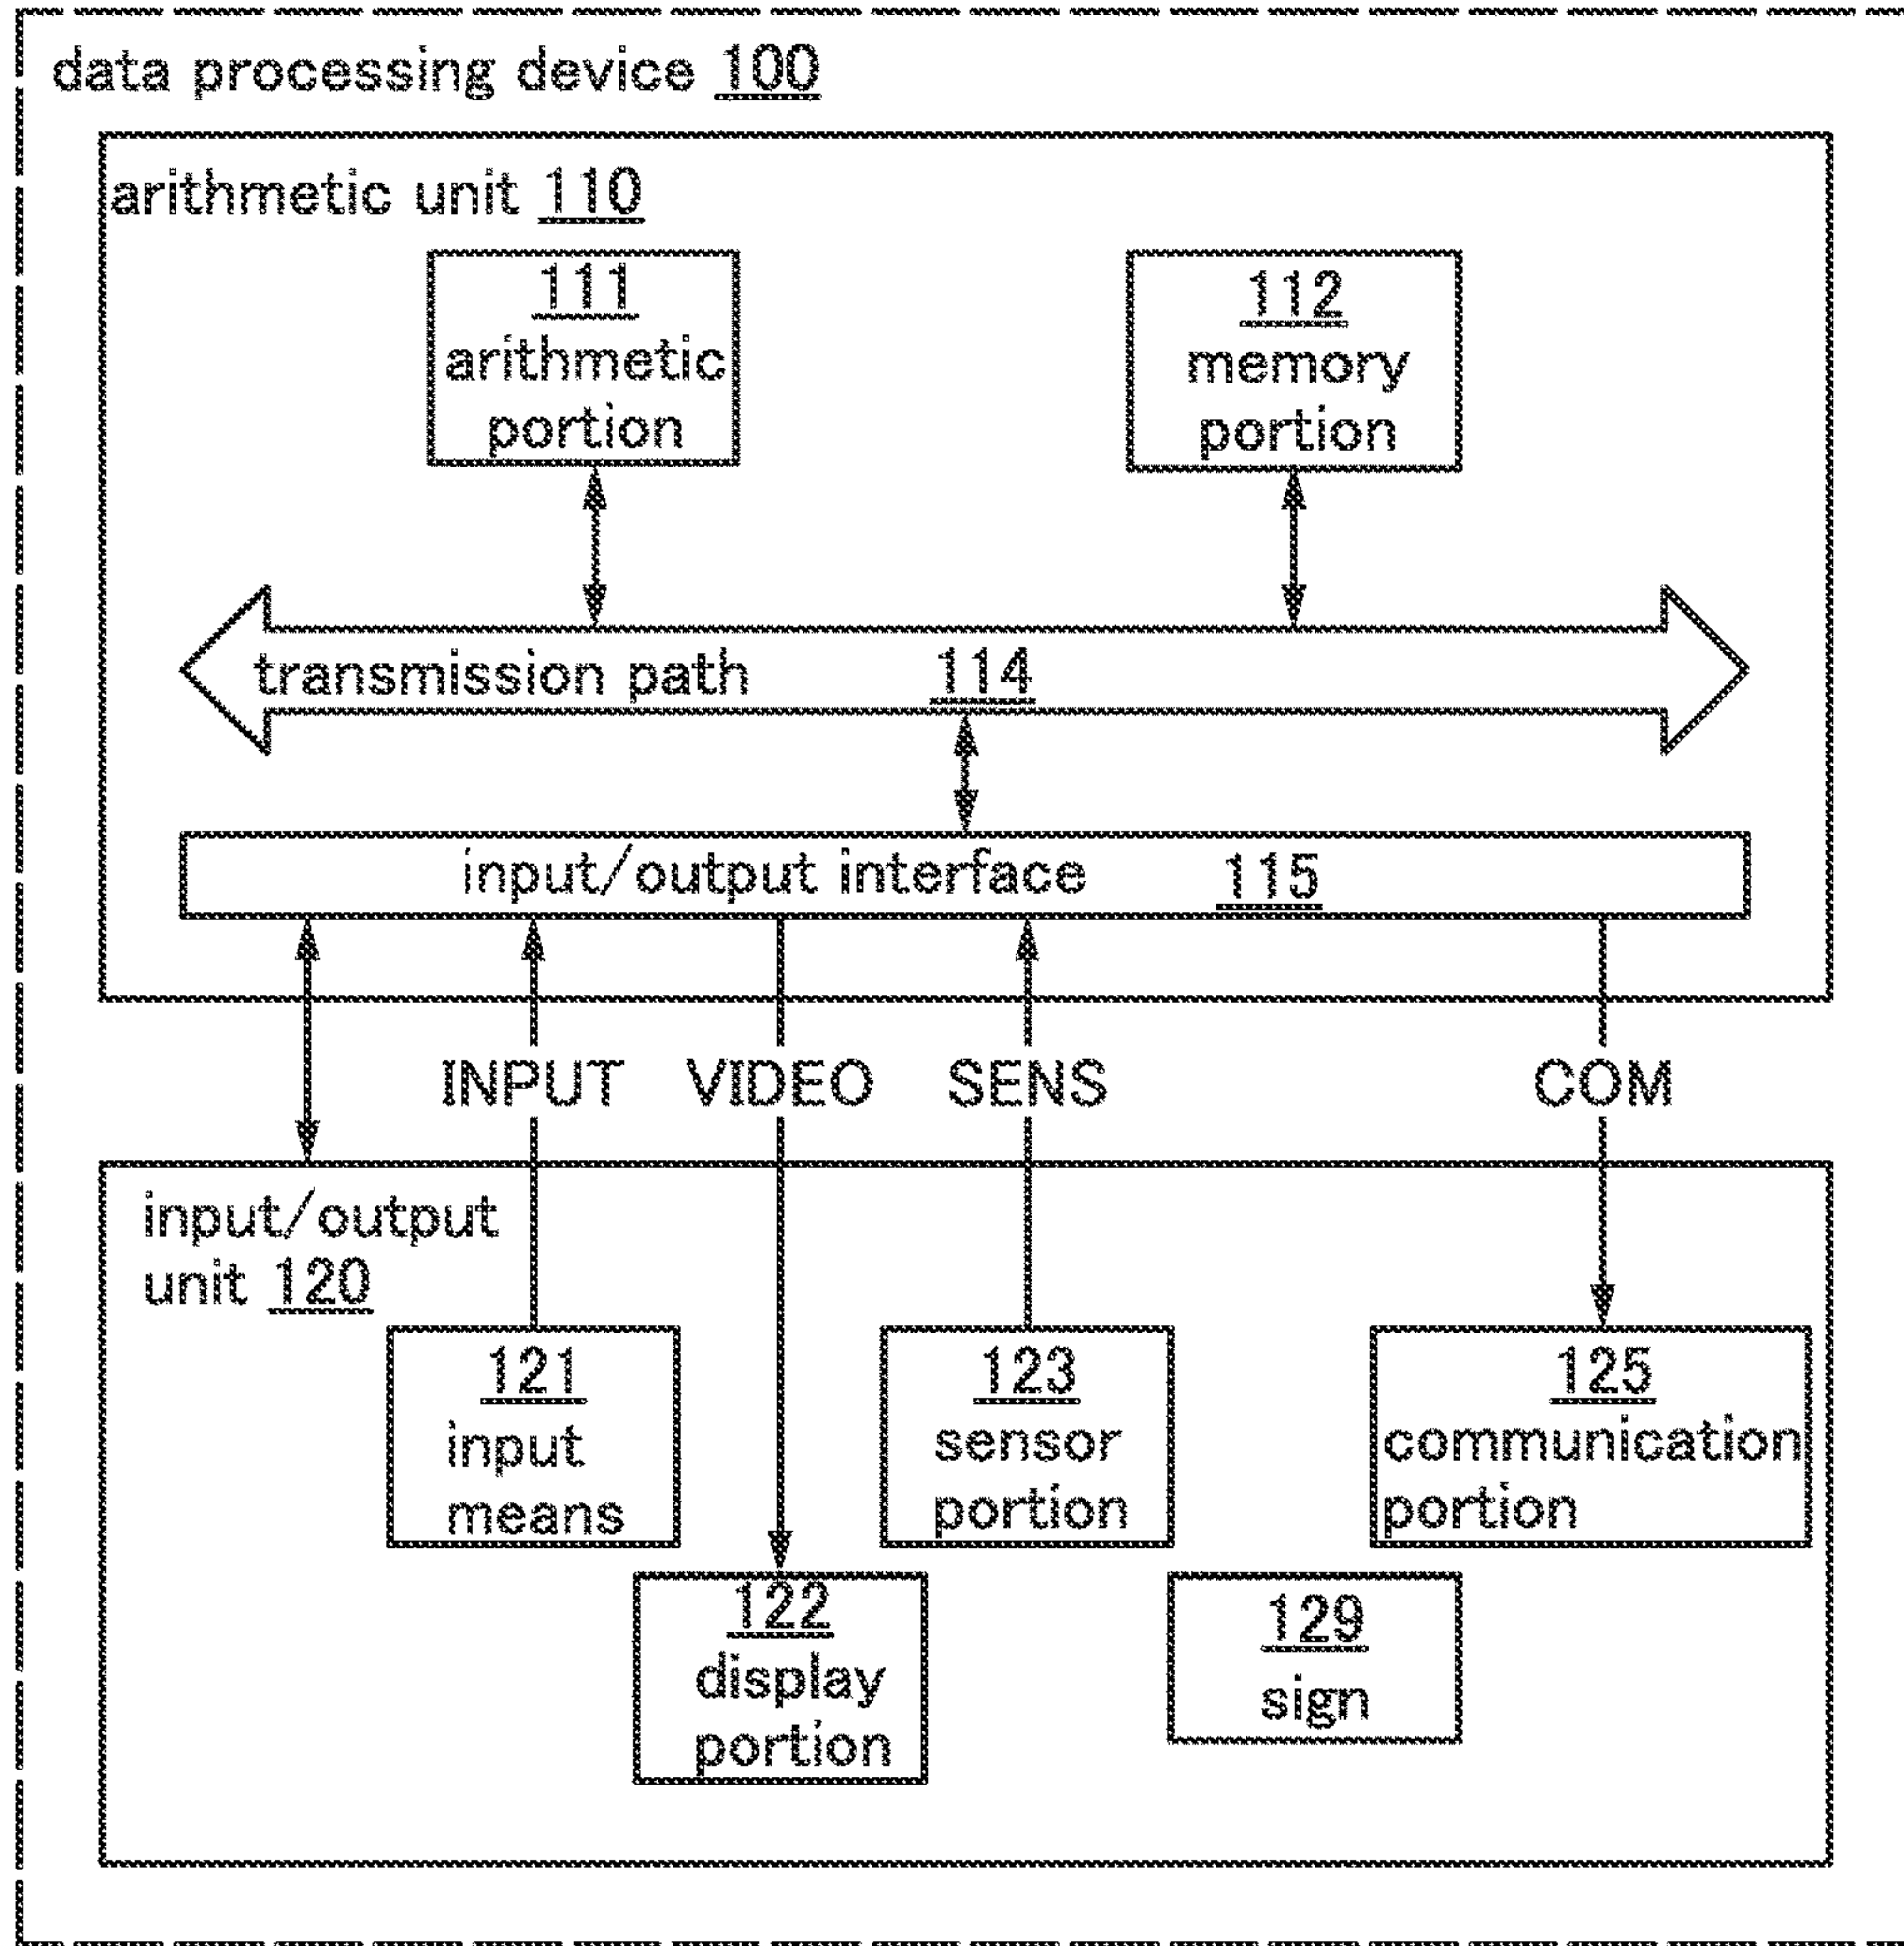 data processing device 100
arithmetic unit 110
111
arithmetic
portion
112
memory
portion
transmission path 114
input/output interface 115
INPUT VIDEO SENS COM
input/output
unit 120
121
input
means
123
sensor
portion
125
communication
portion
122
display
portion
129
sign